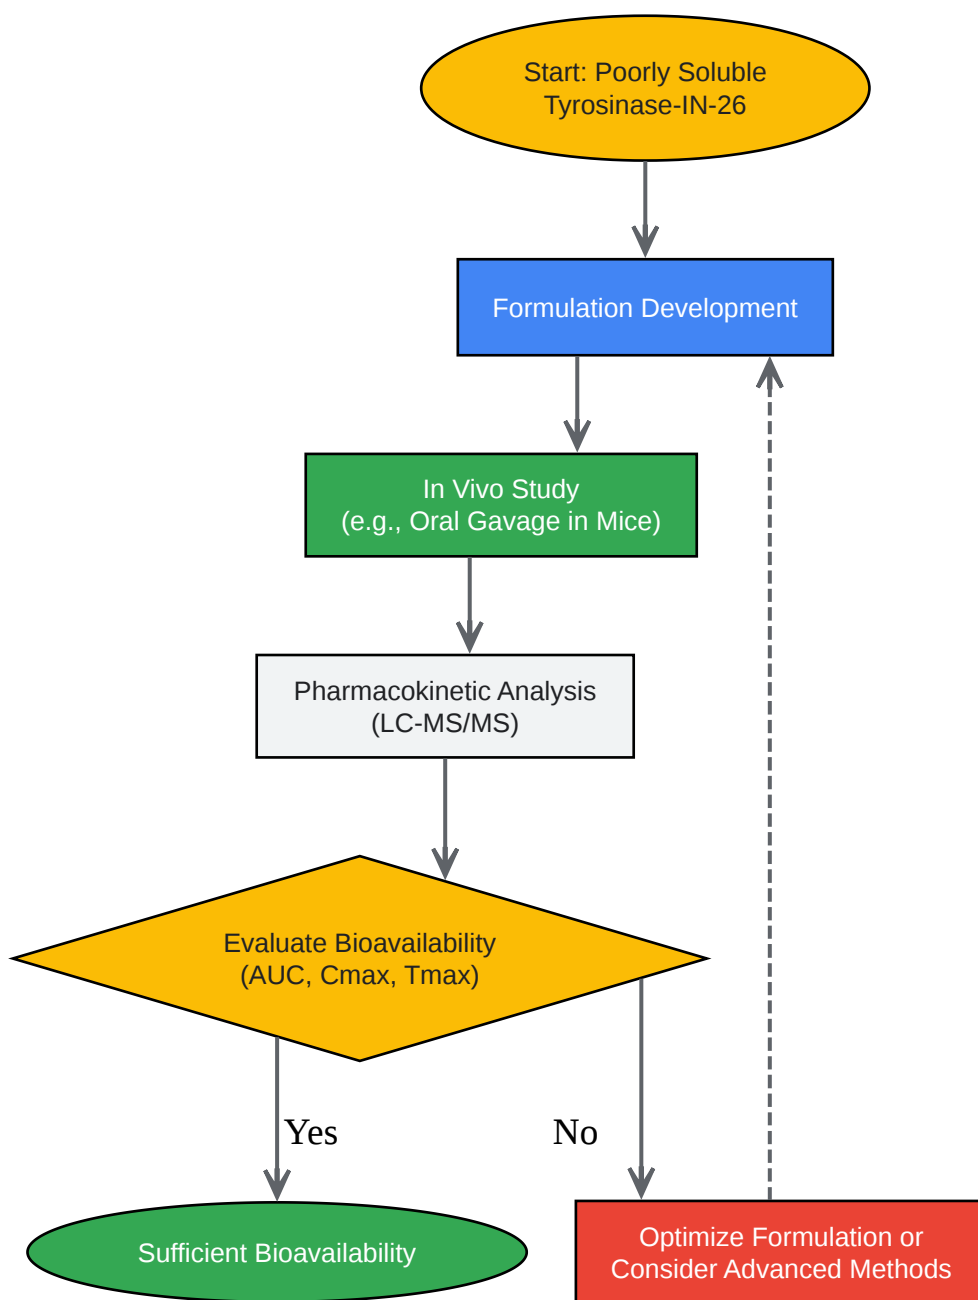 Start: Poorly Soluble
Tyrosinase-IN-26
Formulation Development
In Vivo Study
(e.g., Oral Gavage in Mice)
Pharmacokinetic Analysis
(LC-MS/MS)
Evaluate Bioavailability
(AUC, Cmax, Tmax)
Yes
No
Sufficient Bioavailability
Optimize Formulation or
Consider Advanced Methods